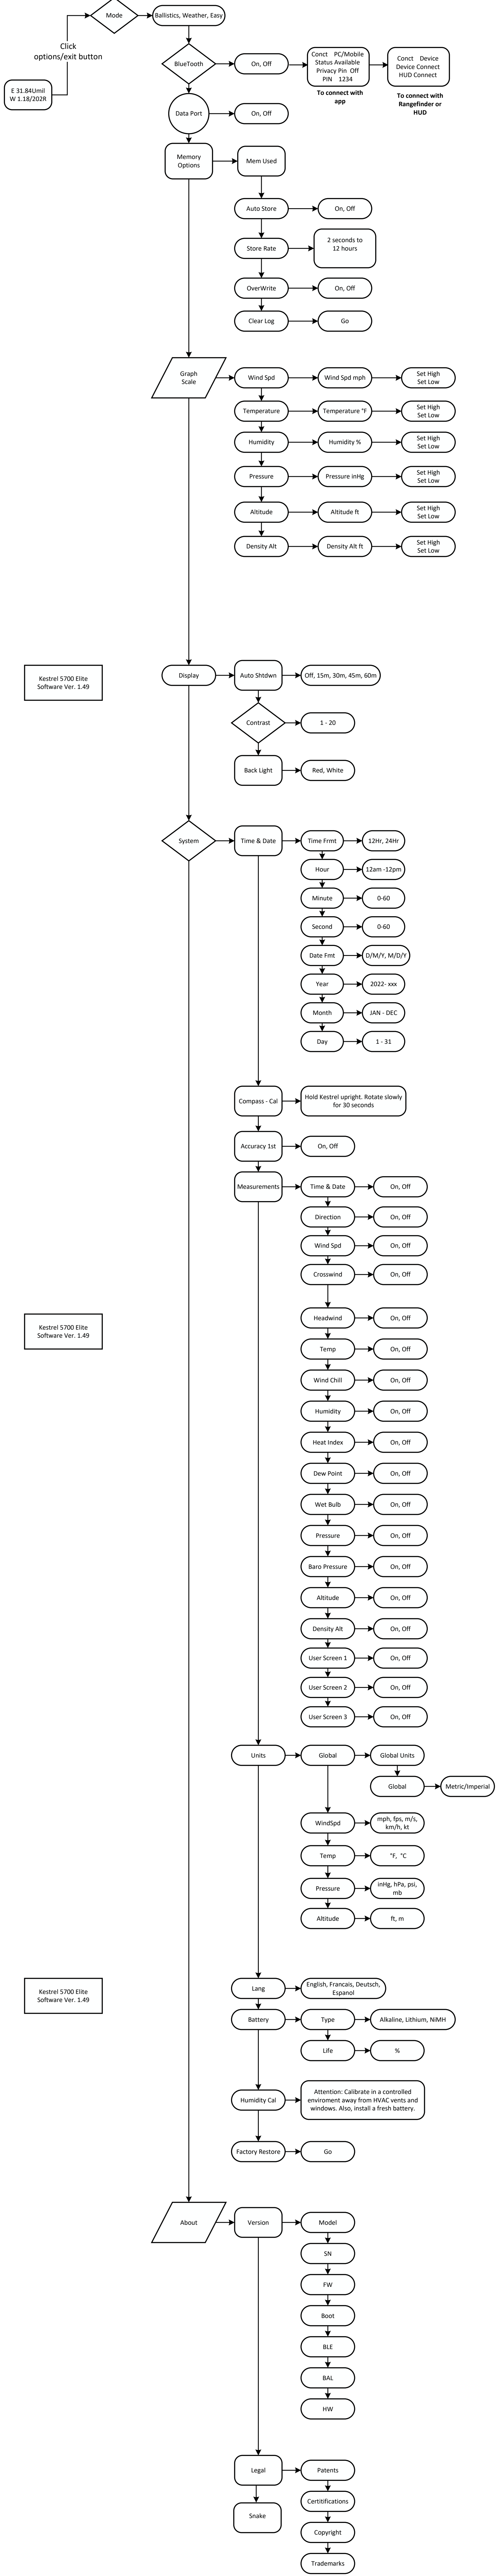 Mode
Ballistics, Weather, Easy
Click
options/exit button
E 31.84Umil
W 1.18/202R
BlueTooth
On, Off
Conct    PC/Mobile
Status Available
Privacy Pin  Off
PIN    1234
To connect with
app
Conct    Device
Device Connect
HUD Connect
To connect with
Rangefinder or
HUD
Data Port
On, Off
Memory
Options
Mem Used
Auto Store
On, Off
Store Rate
2 seconds to
12 hours
OverWrite
On, Off
Clear Log
Go
Graph
Scale
Wind Spd
Wind Spd mph
Set High
Set Low
Temperature
Temperature °F
Set High
Set Low
Humidity
Humidity %
Set High
Set Low
Pressure
Pressure inHg
Set High
Set Low
Altitude
Altitude ft
Set High
Set Low
Density Alt
Density Alt ft
Set High
Set Low
Kestrel 5700 Elite
Software Ver. 1.49
Display
Auto Shtdwn
Off, 15m, 30m, 45m, 60m
Contrast
1 - 20
Back Light
Red, White
System
Time & Date
Time Frmt
12Hr, 24Hr
Hour
12am -12pm
Minute
0-60
Second
0-60
Date Fmt
D/M/Y, M/D/Y
Year
2022- xxx
Month
JAN - DEC
Day
1 - 31
Compass - Cal
Hold Kestrel upright. Rotate slowly
for 30 seconds
Accuracy 1st
On, Off
Measurements
Time & Date
On, Off
Direction
On, Off
Wind Spd
On, Off
Crosswind
On, Off
Kestrel 5700 Elite
Software Ver. 1.49
Headwind
On, Off
Temp
On, Off
Wind Chill
On, Off
Humidity
On, Off
Heat Index
On, Off
Dew Point
On, Off
Wet Bulb
On, Off
Pressure
On, Off
Baro Pressure
On, Off
Altitude
On, Off
Density Alt
On, Off
User Screen 1
On, Off
User Screen 2
On, Off
User Screen 3
On, Off
Units
Global
Global Units
Global
Metric/Imperial
WindSpd
mph, fps, m/s,
km/h, kt
Temp
°F,  °C
Pressure
inHg, hPa, psi,
mb
Altitude
ft, m
Kestrel 5700 Elite
Software Ver. 1.49
Lang
English, Francais, Deutsch,
Espanol
Battery
Type
Alkaline, Lithium, NiMH
Life
%
Humidity Cal
Attention: Calibrate in a controlled
enviroment away from HVAC vents and
windows. Also, install a fresh battery.
Factory Restore
Go
About
Version
Model
SN
FW
Boot
BLE
BAL
HW
Legal
Patents
Snake
Certitifications
Copyright
Trademarks